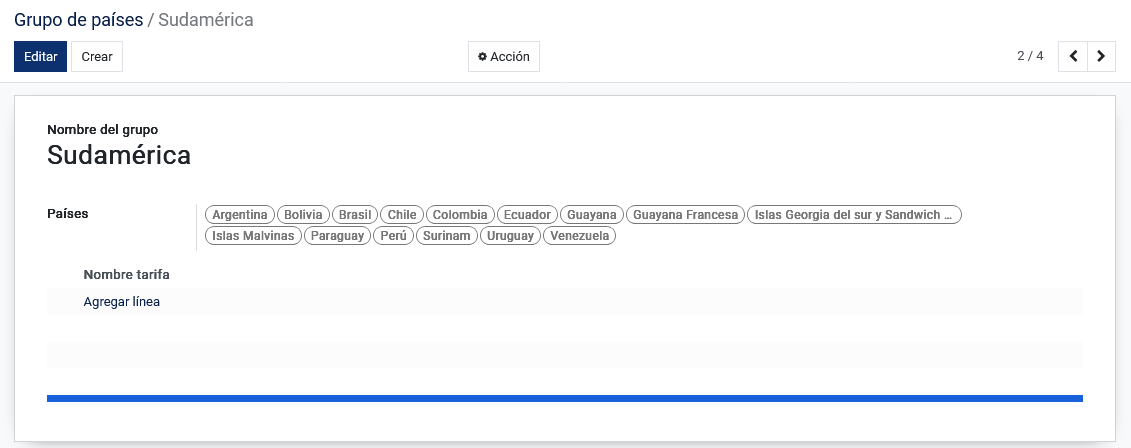 Grupo de países / Sudamérica
Editar Crear Acción 2 / 4
Nombre del grupo
Sudamérica
Países Argentina Bolivia Brasil Chile Colombia Ecuador Guayana Guayana Francesa Islas Georgia del sur y Sandwich ...
Islas Malvinas Paraguay Perú Surinam Uruguay Venezuela
Nombre tarifa
Agregar línea